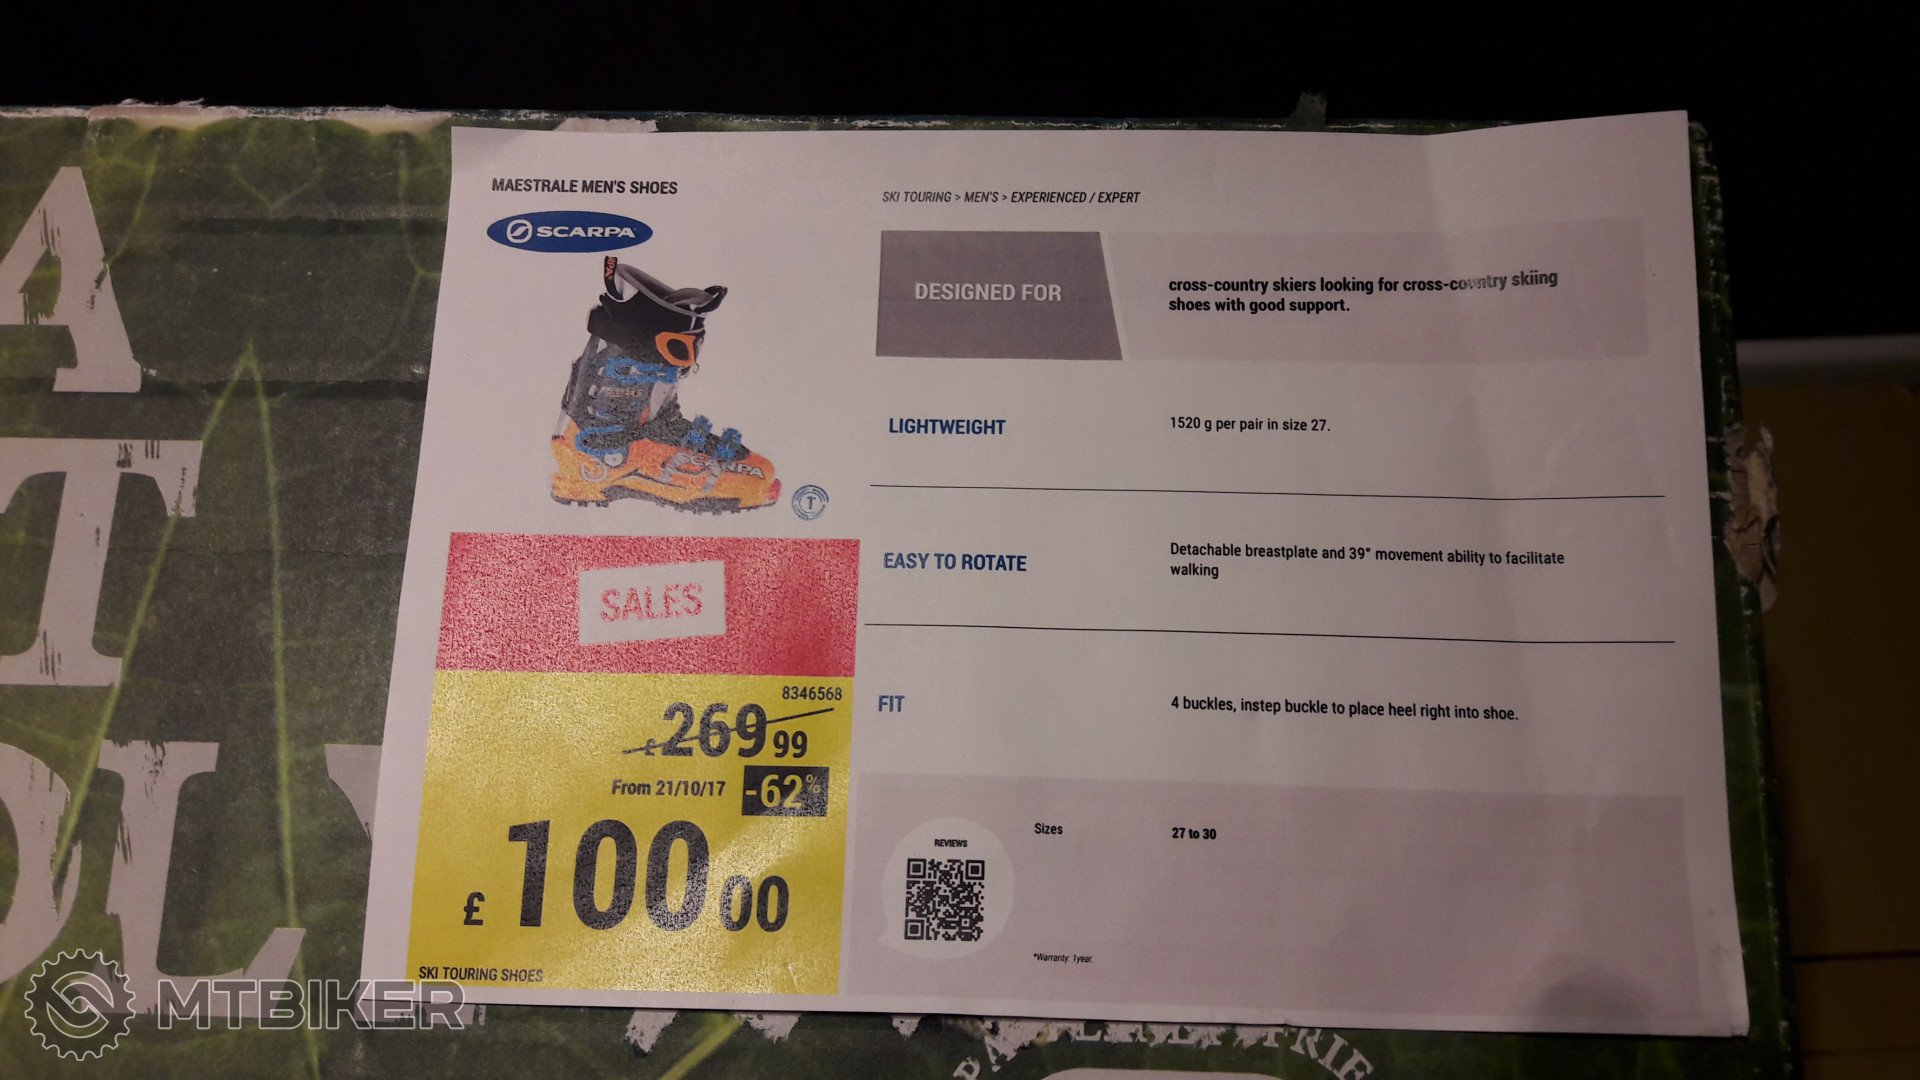 MAESTRALE MEN'S SHOES
SCARPA
SCARPA
SALES
8346568
£ 269 99
From 21/10/17 -62%
£ 100 00
SKI TOURING SHOES
SKI TOURING > MEN'S > EXPERIENCED / EXPERT
DESIGNED FOR
cross-country skiers looking for cross-country skiing
shoes with good support.
LIGHTWEIGHT
1520 g per pair in size 27.
EASY TO ROTATE
Detachable breastplate and 39° movement ability to facilitate
walking
FIT
4 buckles, instep buckle to place heel right into shoe.
REVIEWS
Sizes
27 to 30
*Warranty: 1year.
MTBIKER